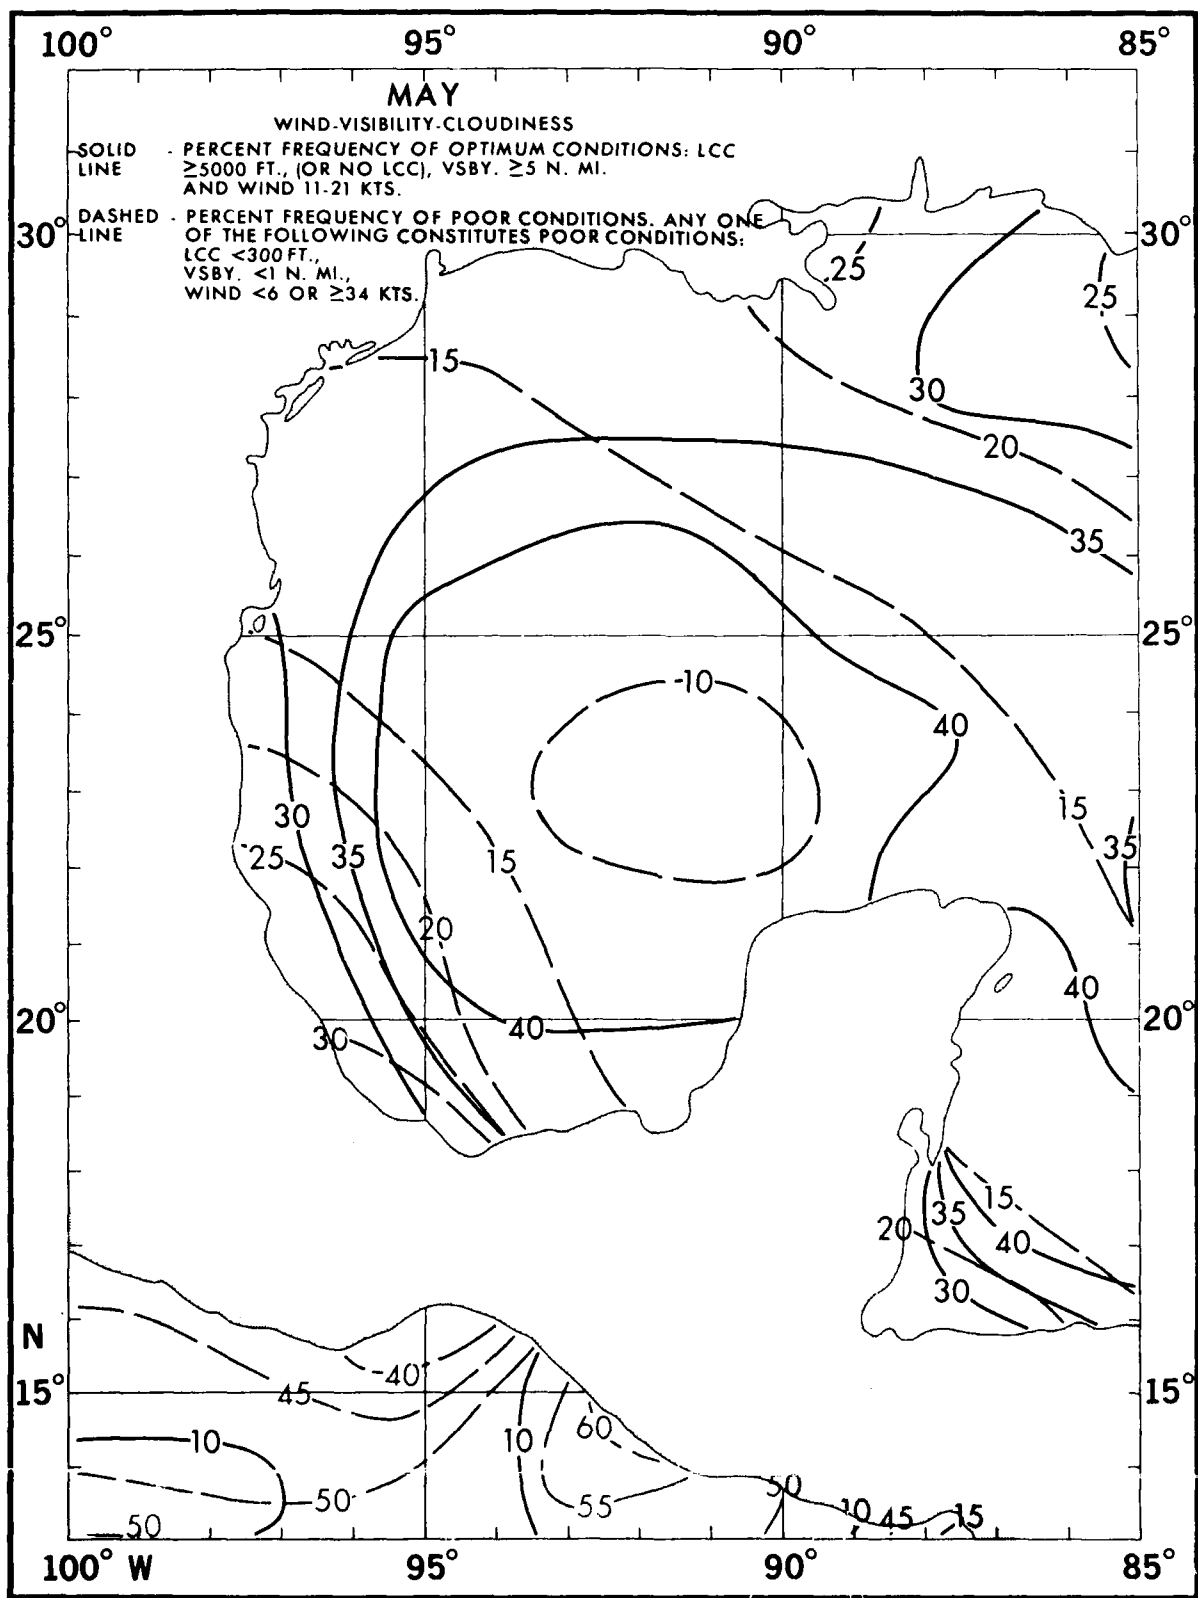 100° 95° 90° 85°
MAY
WIND-VISIBILITY-CLOUDINESS
SOLID LINE - PERCENT FREQUENCY OF OPTIMUM CONDITIONS: LCC
≥5000 FT., (OR NO LCC), VSBY. ≥5 N. MI.
AND WIND 11-21 KTS.
DASHED LINE - PERCENT FREQUENCY OF POOR CONDITIONS. ANY ONE
OF THE FOLLOWING CONSTITUTES POOR CONDITIONS:
LCC <300 FT.,
VSBY. <1 N. MI.,
WIND <6 OR ≥34 KTS.
30° 30°
25 25
15 30
20
35
25° 25°
10
40
30 15
25 35 15 35
20
40
20° 40 20°
30
15
20 35
40
30
N
40
15° 45 15°
10 10 60
50 55 50
50 10 45 15
100° W 95° 90° 85°